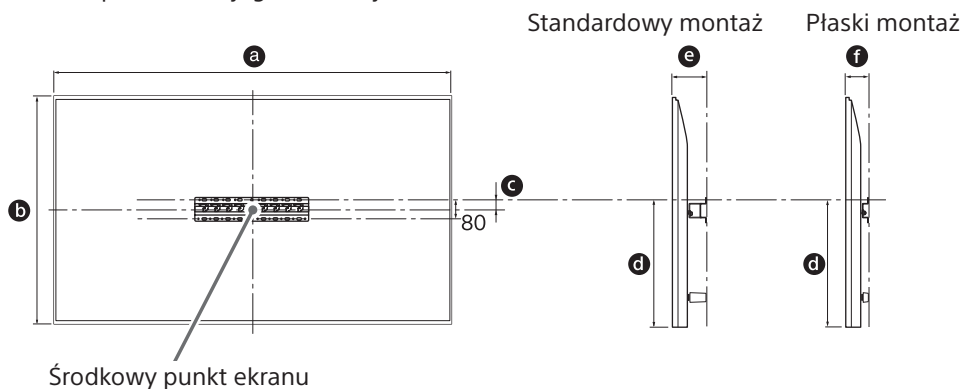 Standardowy montaż
Płaski montaż
a
e
f
b
c
80
d
d
Środkowy punkt ekranu